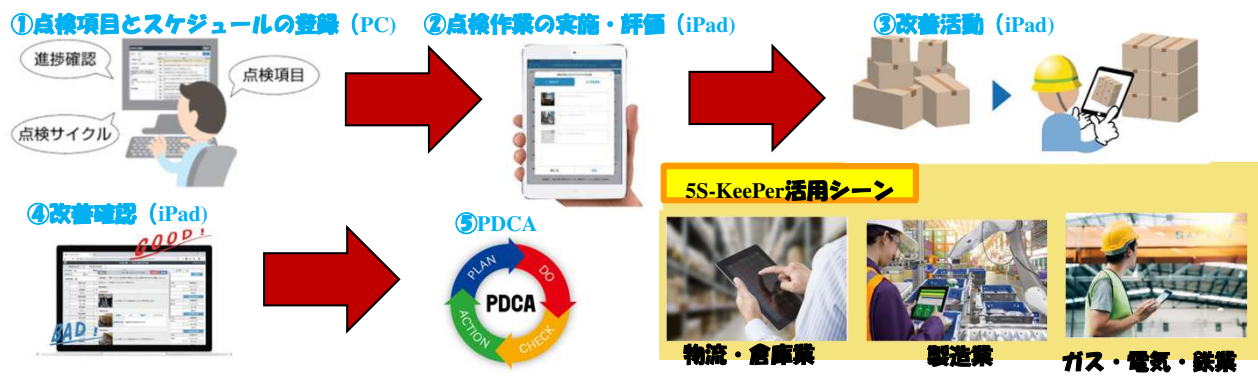 ①点検項目とスケジュールの登録（PC)
②点検作業の実施・評価（iPad)
③改善活動（iPad)
進捗確認
点検項目
点検サイクル
④改善確認（iPad)
GOOD!
BAD!
⑤PDCA
PLAN
DO
CHECK
ACTION
PDCA
5S-KeePer活用シーン
物流・倉庫業
製造業
ガス・電気・鉄業